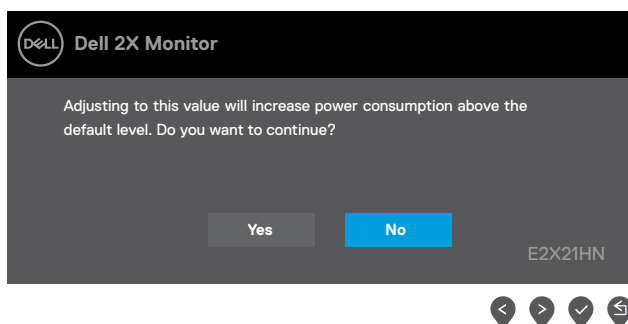 DELL Dell 2X Monitor
Adjusting to this value will increase power consumption above the
default level. Do you want to continue?
Yes No
E2X21HN